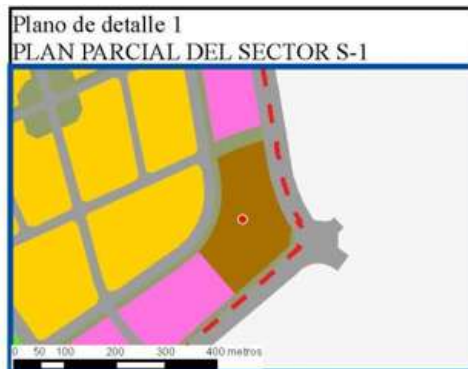 Plano de detalle 1
PLAN PARCIAL DEL SECTOR S-1
0 50 100 200 300 400 metros